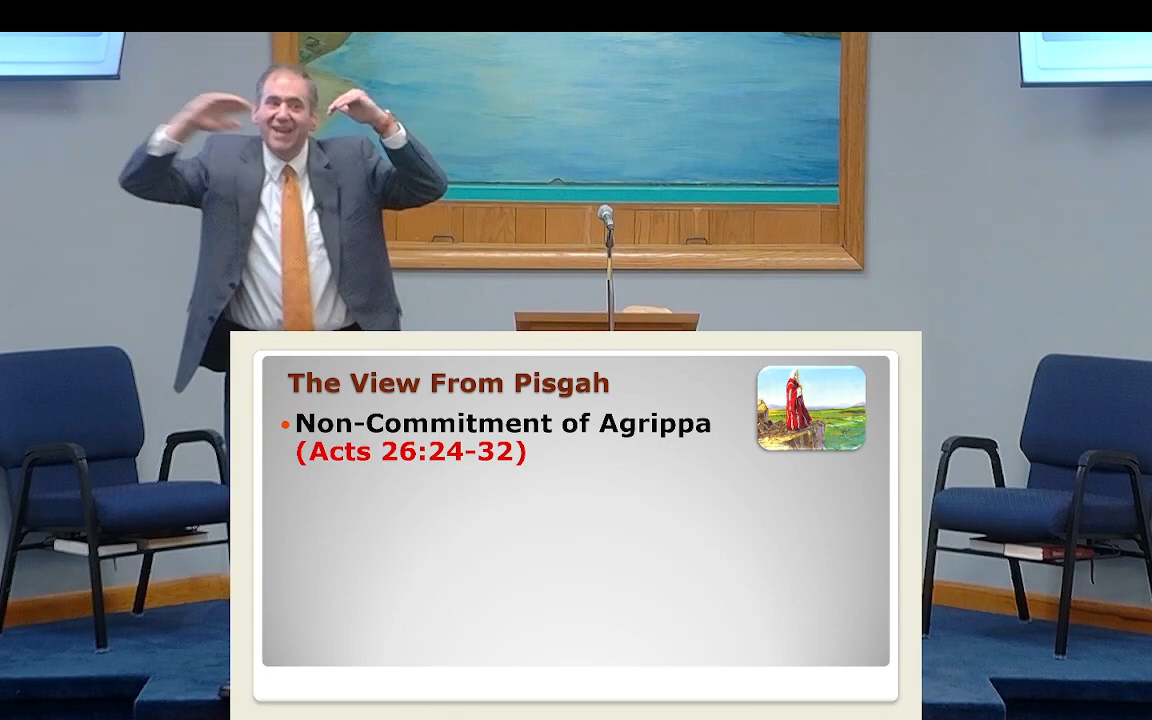 The View From Pisgah
•Non-Commitment of Agrippa
(Acts 26:24-32)